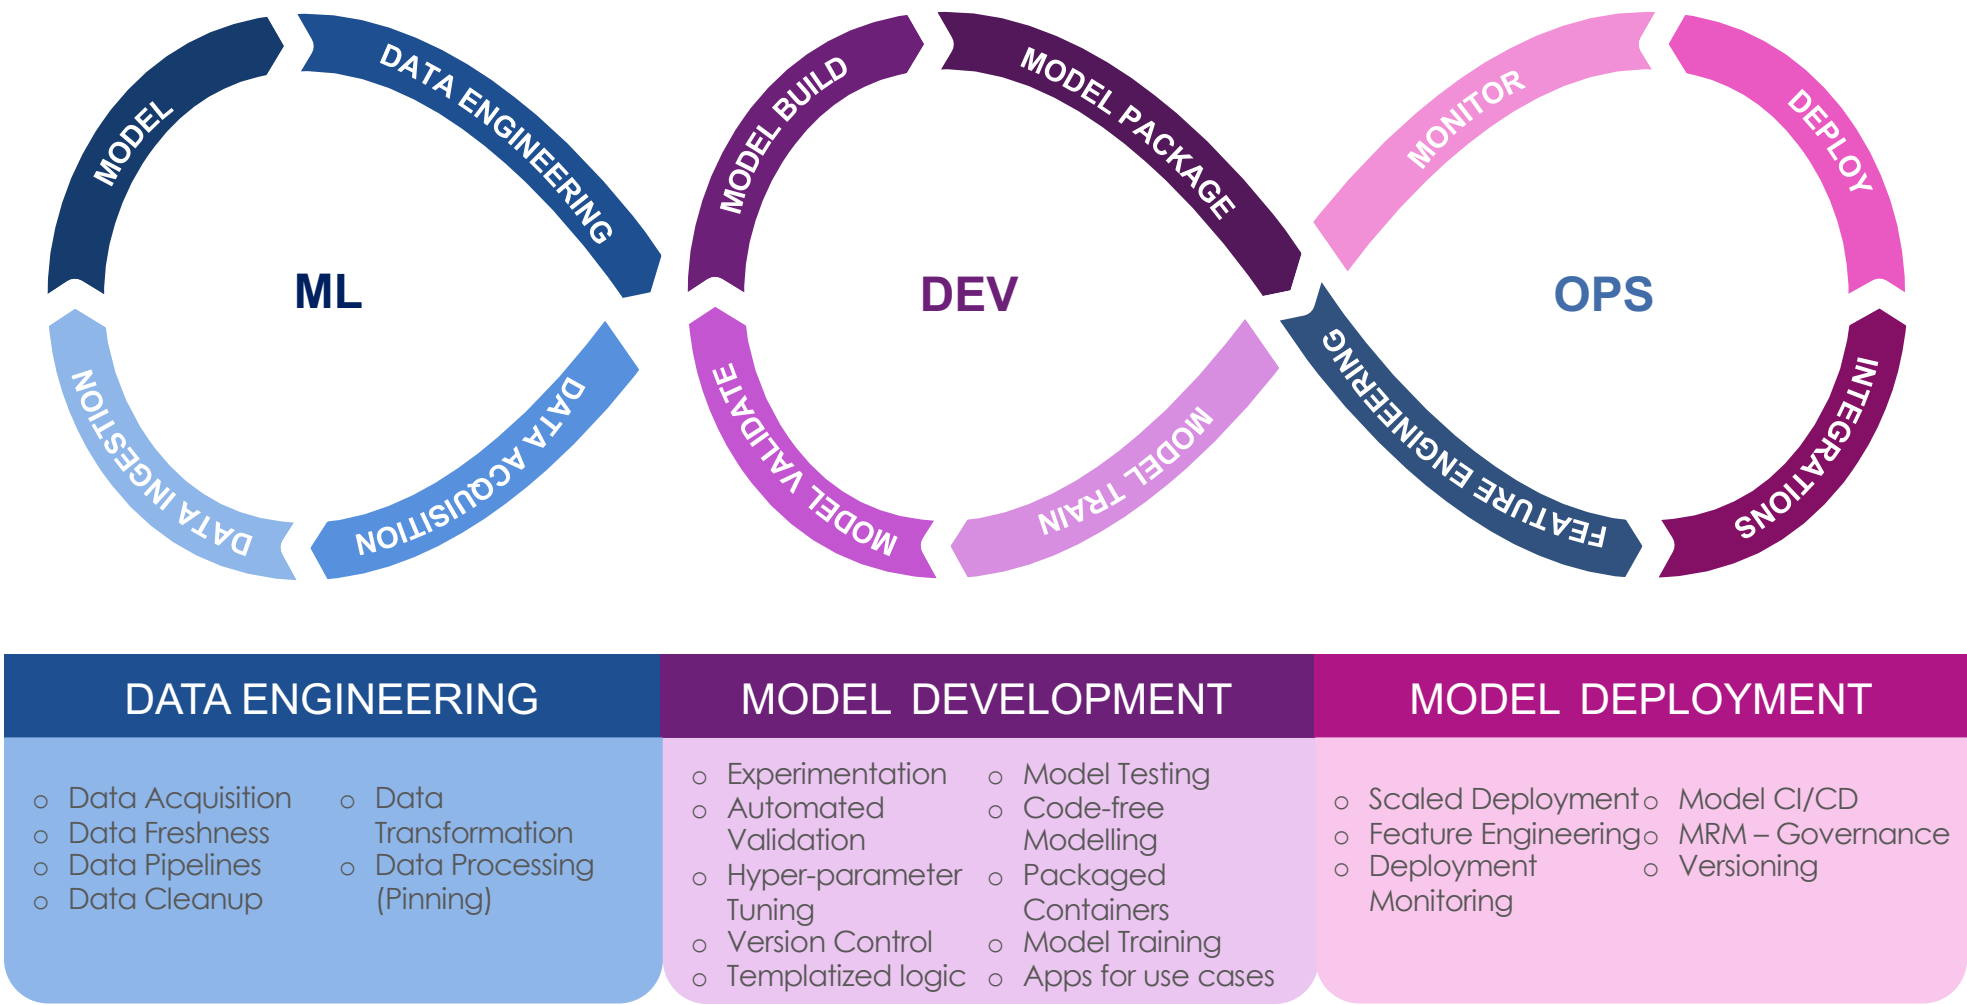 MODEL
DATA ENGINEERING
DATA ACQUISITION
DATA INGESTION
ML
MODEL BUILD
MODEL PACKAGE
MODEL TRAIN
MODEL VALIDATE
DEV
MONITOR
DEPLOY
INTEGRATIONS
FEATURE ENGINEERING
OPS
DATA ENGINEERING
o Data Acquisition
o Data Freshness
o Data Pipelines
o Data Cleanup
o Data
Transformation
o Data Processing
(Pinning)
MODEL DEVELOPMENT
o Experimentation
o Automated
Validation
o Hyper-parameter
Tuning
o Version Control
o Templatized logic
o Model Testing
o Code-free
Modelling
o Packaged
Containers
o Model Training
o Apps for use cases
MODEL DEPLOYMENT
o Scaled Deployment
o Feature Engineering
o Deployment
Monitoring
o Model CI/CD
o MRM – Governance
o Versioning